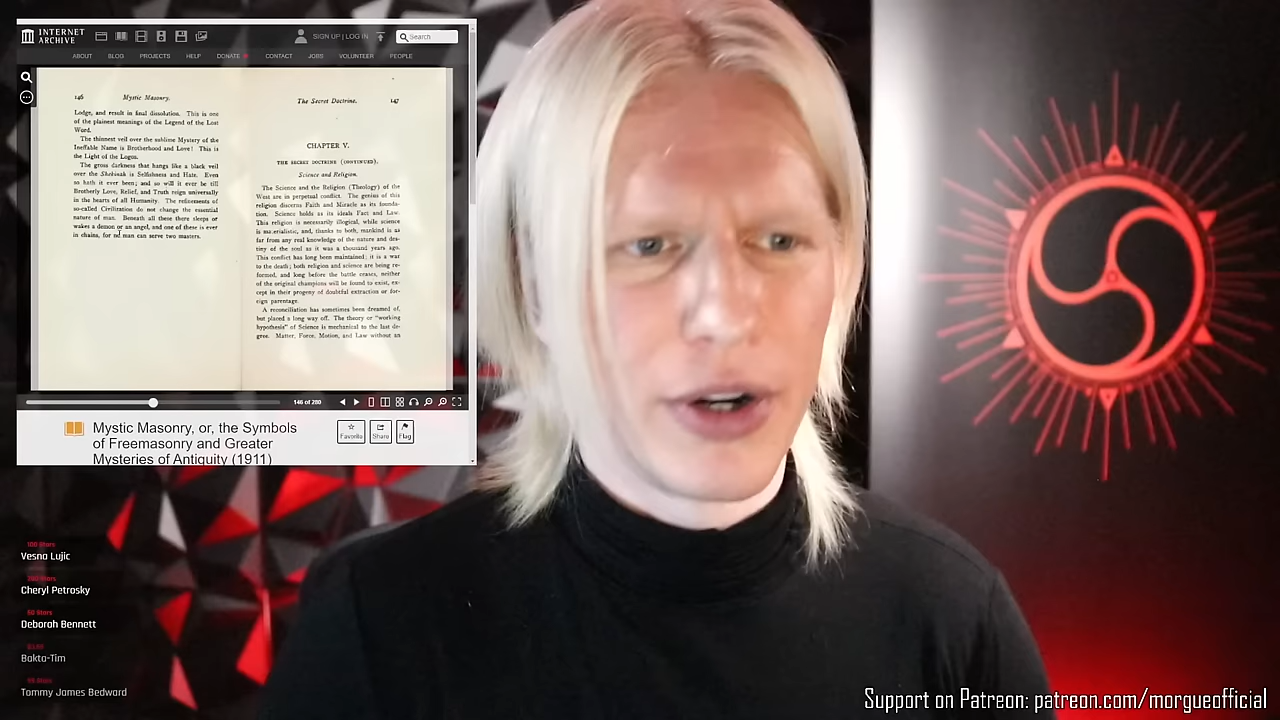 INTERNET
ARCHIVE
SIGN UP | LOG IN
Search
ABOUT BLOG PROJECTS HELP DONATE CONTACT JOBS VOLUNTEER PEOPLE
146 Mystic Masonry.
Lodge, and result in final dissolution. This is one
of the plainest meanings of the Legend of the Lost
Word.
The thinnest veil over the sublime Mystery of the
Ineffable Name is Brotherhood and Love! This is
the Light of the Logos.
The gross darkness that hangs like a black veil
over the Shekinah is Selfishness and Hate. Even
so hath it ever been; and so will it ever be till
Brotherly Love, Relief, and Truth reign universally
in the hearts of all Humanity. The refinements of
so-called Civilization do not change the essential
nature of man. Beneath all these there sleeps or
wakes a demon or an angel, and one of these is ever
in chains, for no man can serve two masters.
The Secret Doctrine. 147
CHAPTER V.
THE SECRET DOCTRINE (CONTINUED).
Science and Religion.
The Science and the Religion (Theology) of the
West are in perpetual conflict. The genius of this
religion discerns Faith and Miracle as its founda-
tion. Science holds as its ideals Fact and Law.
This religion is necessarily illogical, while science
is materialistic, and, thanks to both, mankind is as
far from any real knowledge of the nature and des-
tiny of the soul as it was a thousand years ago.
This conflict has long been maintained; it is a war
to the death; both religion and science are being re-
formed, and long before the battle ceases, neither
of the original champions will be found to exist, ex-
cept in their progeny of doubtful extraction or for-
eign parentage.
A reconciliation has sometimes been dreamed of,
but placed a long way off. The theory or "working
hypothesis" of Science is mechanical to the last de-
gree. Matter, Force, Motion, and Law without an
146 of 280
Mystic Masonry, or, the Symbols
of Freemasonry and Greater
Mysteries of Antiquity (1911)
Favorite Share Flag
100 Stars
Vesna Lujic
Stars
Cheryl Petrosky
50 Stars
Deborah Bennett
Bakta-Tim
Stars
Tommy James Bedward
Support on Patreon: patreon.com/morgueofficial